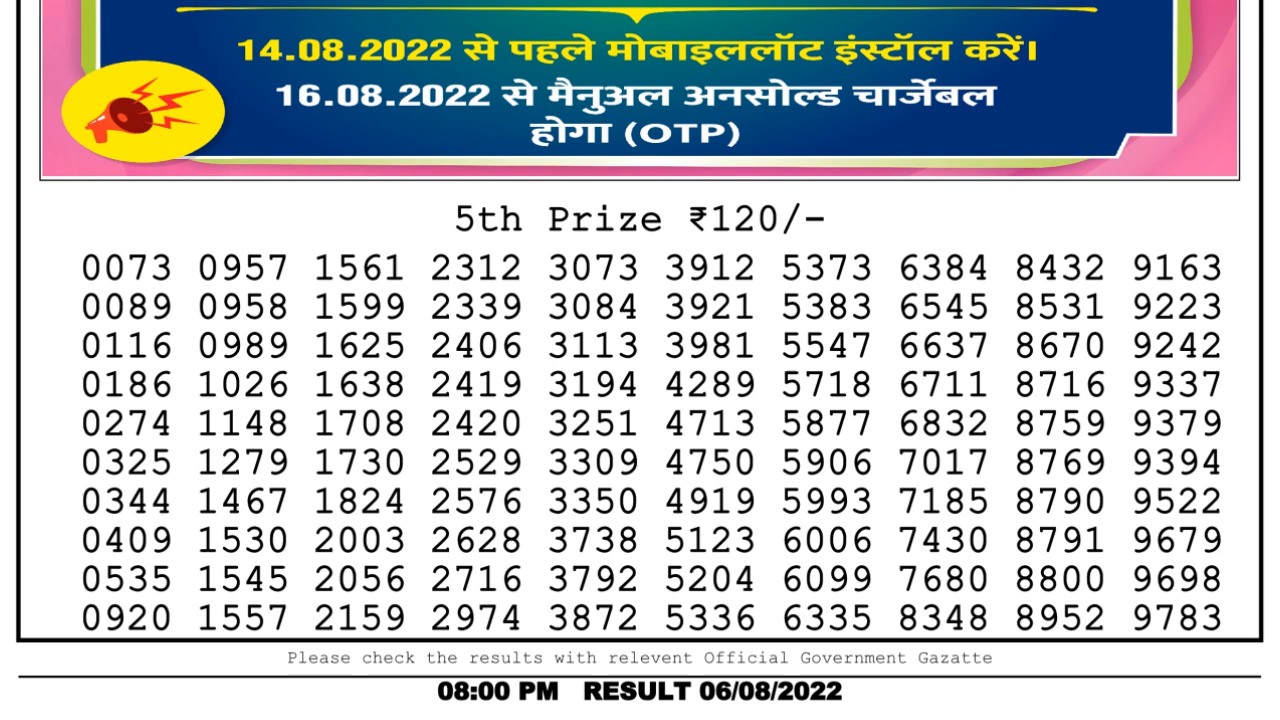 14.08.2022 से पहले मोबाइललॉट इंस्टॉल करें।
16.08.2022 से मैनुअल अनसोल्ड चार्जेबल
होगा (OTP)
5th Prize ₹120/-
0073 0957 1561 2312 3073 3912 5373 6384 8432 9163
0089 0958 1599 2339 3084 3921 5383 6545 8531 9223
0116 0989 1625 2406 3113 3981 5547 6637 8670 9242
0186 1026 1638 2419 3194 4289 5718 6711 8716 9337
0274 1148 1708 2420 3251 4713 5877 6832 8759 9379
0325 1279 1730 2529 3309 4750 5906 7017 8769 9394
0344 1467 1824 2576 3350 4919 5993 7185 8790 9522
0409 1530 2003 2628 3738 5123 6006 7430 8791 9679
0535 1545 2056 2716 3792 5204 6099 7680 8800 9698
0920 1557 2159 2974 3872 5336 6335 8348 8952 9783
Please check the results with relevent Official Government Gazatte
08:00 PM RESULT 06/08/2022